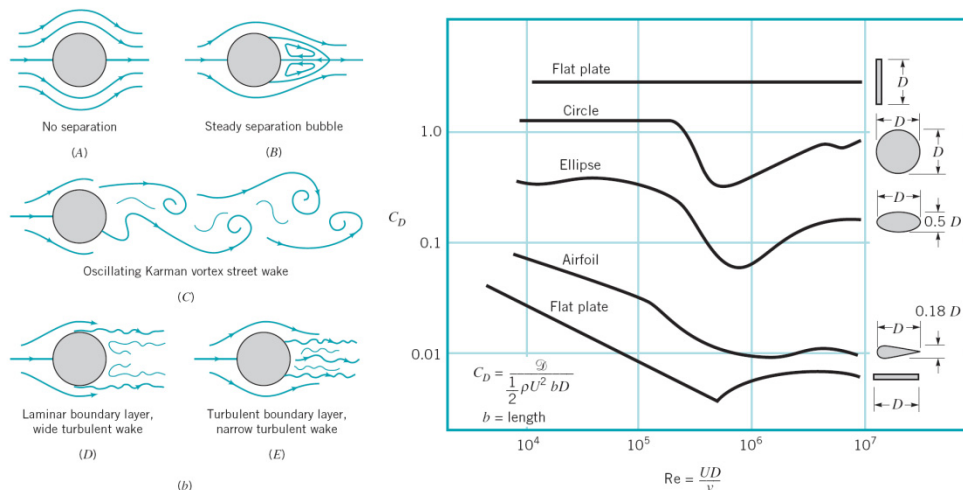 No separation
(A)
Steady separation bubble
(B)
Oscillating Karman vortex street wake
(C)
Laminar boundary layer,
wide turbulent wake
(D)
Turbulent boundary layer,
narrow turbulent wake
(E)
(b)
C_D
1.0
0.1
0.01
Flat plate
Circle
Ellipse
Airfoil
Flat plate
C_D = 𝒟 / (1/2 ρU² bD)
b = length
10⁴
10⁵
10⁶
10⁷
Re = UD/ν
D
D
D
D
0.5 D
0.18 D
D
D